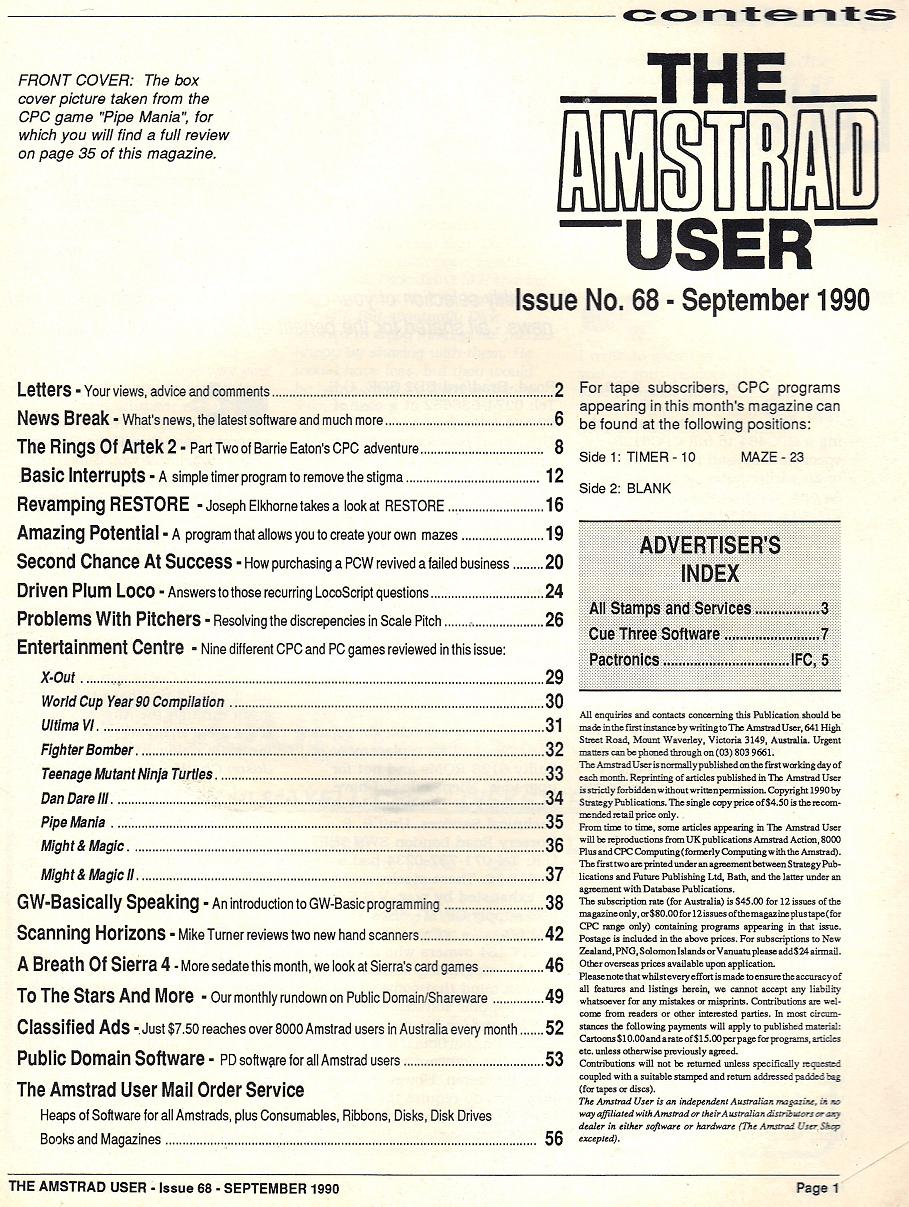 contents
FRONT COVER: The box
cover picture taken from the
CPC game "Pipe Mania", for
which you will find a full review
on page 35 of this magazine.
THE
AMSTRAD
USER
Issue No. 68 - September 1990
Letters - Your views, advice and comments 2
News Break - What's news, the latest software and much more 6
The Rings Of Artek 2 - Part Two of Barrie Eaton's CPC adventure 8
Basic Interrupts - A simple timer program to remove the stigma 12
Revamping RESTORE - Joseph Elkhorne takes a look at RESTORE 16
Amazing Potential - A program that allows you to create your own mazes 19
Second Chance At Success - How purchasing a PCW revived a failed business 20
Driven Plum Loco - Answers to those recurring LocoScript questions 24
Problems With Pitchers - Resolving the discrepencies in Scale Pitch 26
Entertainment Centre - Nine different CPC and PC games reviewed in this issue:
X-Out 29
World Cup Year 90 Compilation 30
Ultima VI 31
Fighter Bomber 32
Teenage Mutant Ninja Turtles 33
Dan Dare III 34
Pipe Mania 35
Might & Magic 36
Might & Magic II 37
GW-Basically Speaking - An introduction to GW-Basic programming 38
Scanning Horizons - Mike Turner reviews two new hand scanners 42
A Breath Of Sierra 4 - More sedate this month, we look at Sierra's card games 46
To The Stars And More - Our monthly rundown on Public Domain/Shareware 49
Classified Ads - Just $7.50 reaches over 8000 Amstrad users in Australia every month 52
Public Domain Software - PD software for all Amstrad users 53
The Amstrad User Mail Order Service
Heaps of Software for all Amstrads, plus Consumables, Ribbons, Disks, Disk Drives
Books and Magazines 56
For tape subscribers, CPC programs
appearing in this month's magazine can
be found at the following positions:
Side 1: TIMER - 10 MAZE - 23
Side 2: BLANK
ADVERTISER'S
INDEX
All Stamps and Services 3
Cue Three Software 7
Pactronics IFC, 5
All enquiries and contacts concerning this Publication should be
made in the first instance by writing to The Amstrad User, 641 High
Street Road, Mount Waverley, Victoria 3149, Australia. Urgent
matters can be phoned through on (03) 803 9661.
The Amstrad User is normally published on the first working day of
each month. Reprinting of articles published in The Amstrad User
is strictly forbidden without written permission. Copyright 1990 by
Strategy Publications. The single copy price of $4.50 is the recom-
mended retail price only.
From time to time, some articles appearing in The Amstrad User
will be reproductions from UK publications Amstrad Action, 8000
Plus and CPC Computing (formerly Computing with the Amstrad).
The first two are printed under an agreement between Strategy Pub-
lications and Future Publishing Ltd, Bath, and the latter under an
agreement with Database Publications.
The subscription rate (for Australia) is $45.00 for 12 issues of the
magazine only, or $80.00 for 12 issues of the magazine plus tape (for
CPC range only) containing programs appearing in that issue.
Postage is included in the above prices. For subscriptions to New
Zealand, PNG, Solomon Islands or Vanuatu please add $24 airmail.
Other overseas prices available upon application.
Please note that whilst every effort is made to ensure the accuracy of
all features and listings herein, we cannot accept any liability
whatsoever for any mistakes or misprints. Contributions are wel-
come from readers or other interested parties. In most circum-
stances the following payments will apply to published material:
Cartoons $10.00 and a rate of $15.00 per page for programs, articles
etc. unless otherwise previously agreed.
Contributions will not be returned unless specifically requested
coupled with a suitable stamped and return addressed padded bag
(for tapes or discs).
The Amstrad User is an independent Australian magazine, in no
way affiliated with Amstrad or their Australian distributors or any
dealer in either software or hardware (The Amstrad User Shop
excepted).
THE AMSTRAD USER - Issue 68 - SEPTEMBER 1990 Page 1